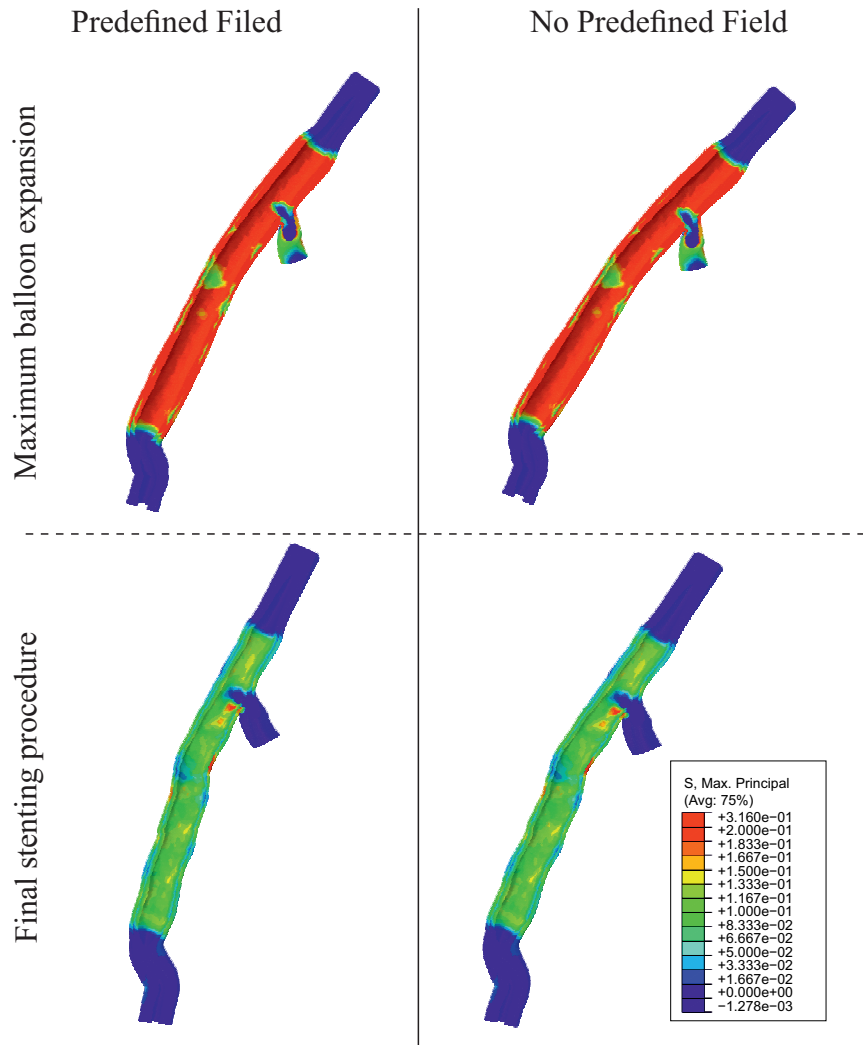 Predefined Filed
No Predefined Field
Maximum balloon expansion
Final stenting procedure
S, Max. Principal
(Avg: 75%)
+3.160e−01
+2.000e−01
+1.833e−01
+1.667e−01
+1.500e−01
+1.333e−01
+1.167e−01
+1.000e−01
+8.333e−02
+6.667e−02
+5.000e−02
+3.333e−02
+1.667e−02
+0.000e+00
−1.278e−03